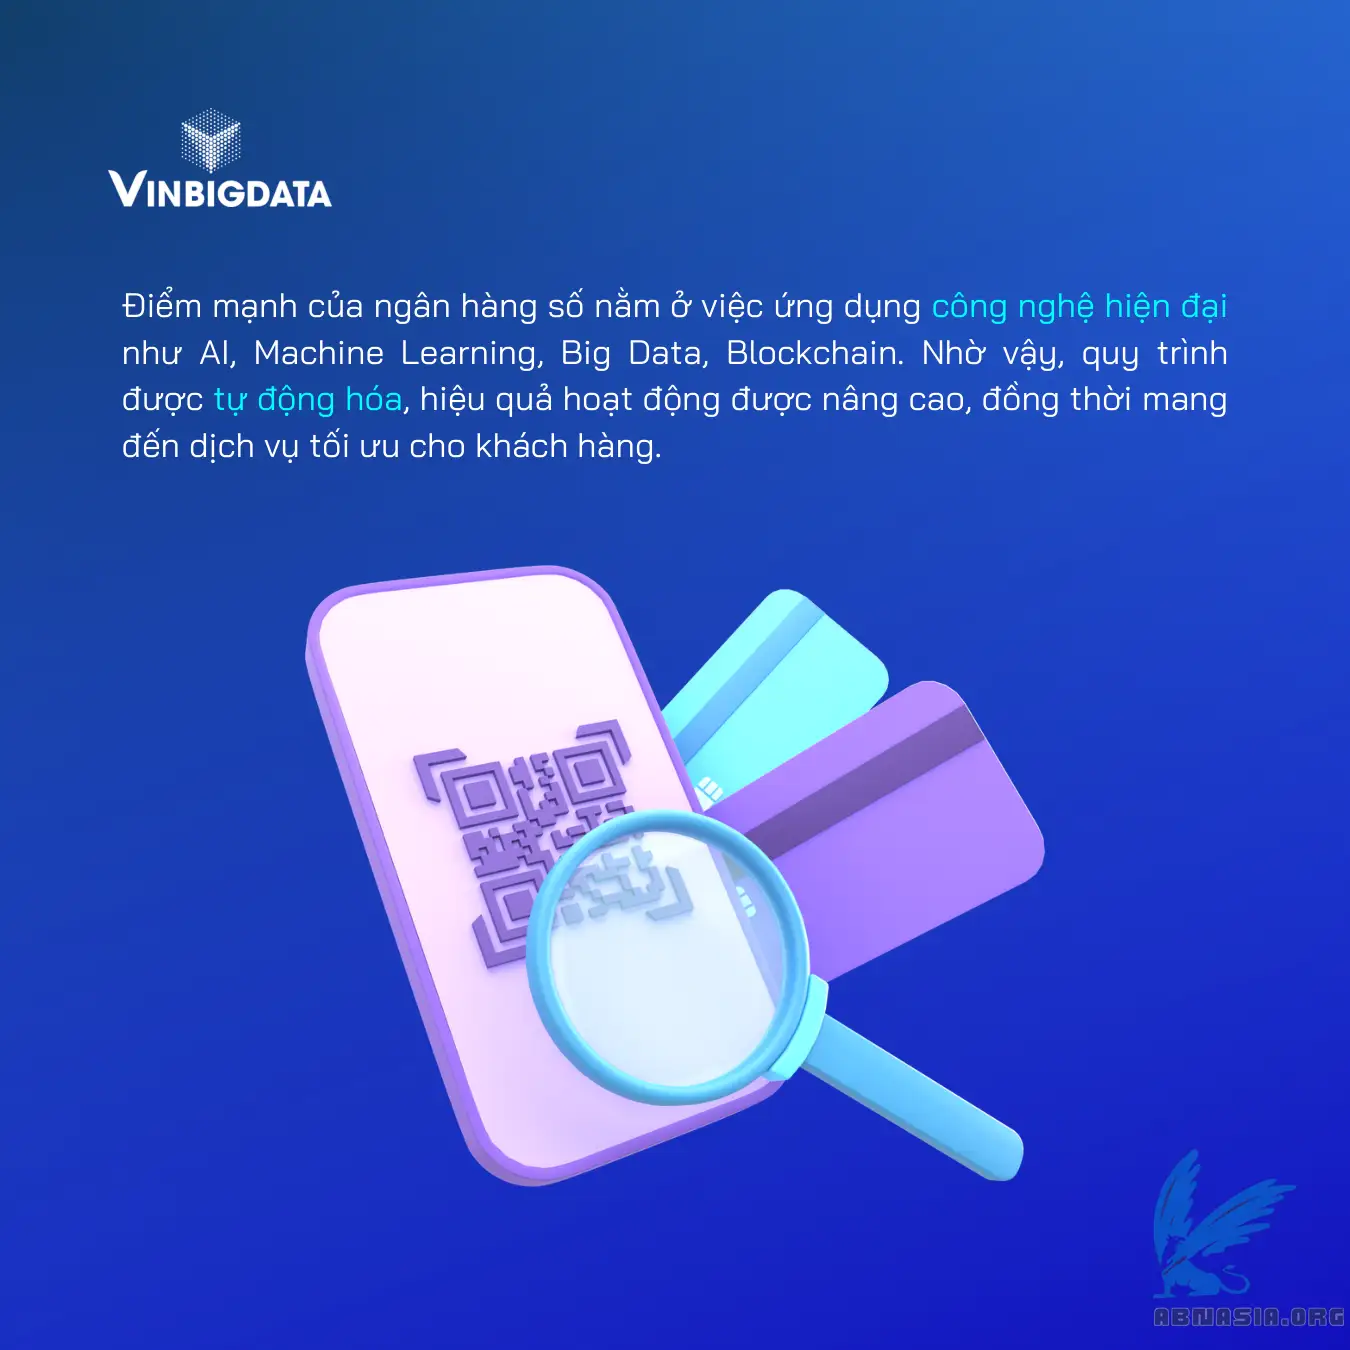 VINBIGDATA
Điểm mạnh của ngân hàng số nằm ở việc ứng dụng công nghệ hiện đại
như AI, Machine Learning, Big Data, Blockchain. Nhờ vậy, quy trình
được tự động hóa, hiệu quả hoạt động được nâng cao, đồng thời mang
đến dịch vụ tối ưu cho khách hàng.
ABNASIA.ORG